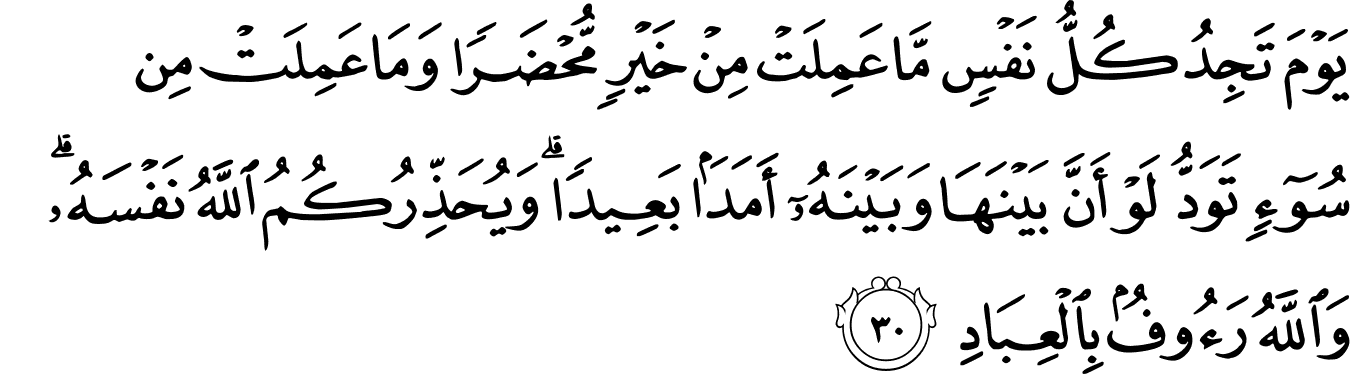 يَوْمَ تَجِدُ كُلُّ نَفْسٍ مَّا عَمِلَتْ مِنْ خَيْرٍ مُّحْضَرًا وَمَا عَمِلَتْ مِن
سُوٓءٍ تَوَدُّ لَوْ أَنَّ بَيْنَهَا وَبَيْنَهُۥٓ أَمَدًۢا بَعِيدًا ۗ وَيُحَذِّرُكُمُ ٱللَّهُ نَفْسَهُۥ ۗ
وَٱللَّهُ رَءُوفٌۢ بِٱلْعِبَادِ ٣٠